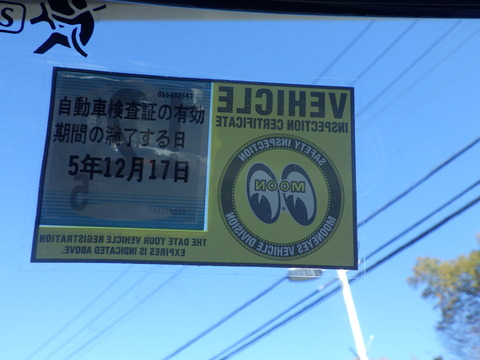 S
自動車検査証の有効
期間の満了する日
5年12月17日
VEHICLE
INSPECTION CERTIFICATE
SAFETY INSPECTION
MOON
MOONEYES VEHICLE DIVISION
THE DATE YOUR VEHICLE REGISTRATION
EXPIRES IS INDICATED ABOVE.